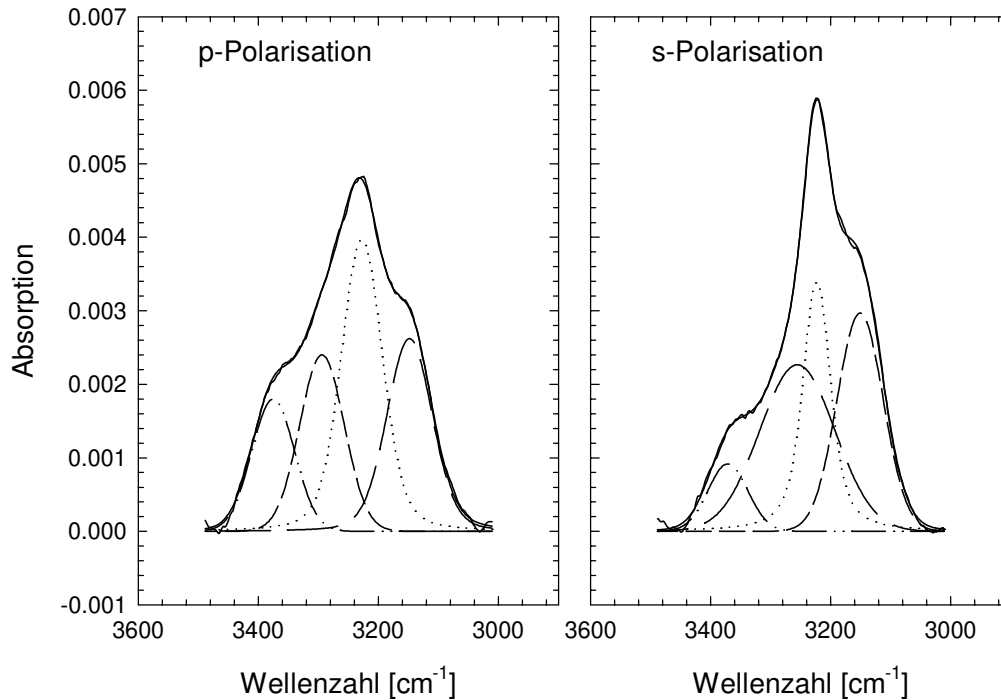 p-Polarisation
s-Polarisation
0.007
0.006
0.005
0.004
0.003
0.002
0.001
0.000
-0.001
Absorption
3600 3400 3200 3000
3600 3400 3200 3000
Wellenzahl [cm⁻¹]
Wellenzahl [cm⁻¹]